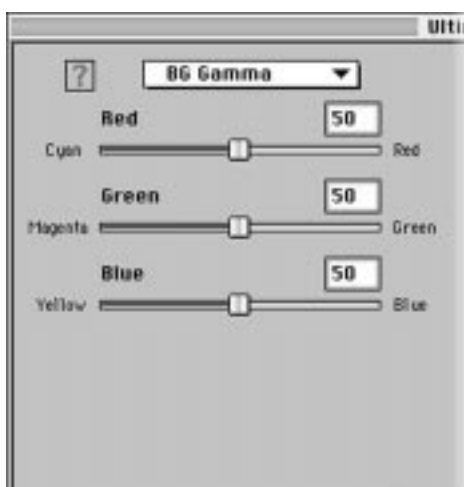 Ulti
? BG Gamma
Red 50
Cyan Red
Green 50
Magenta Green
Blue 50
Yellow Blue